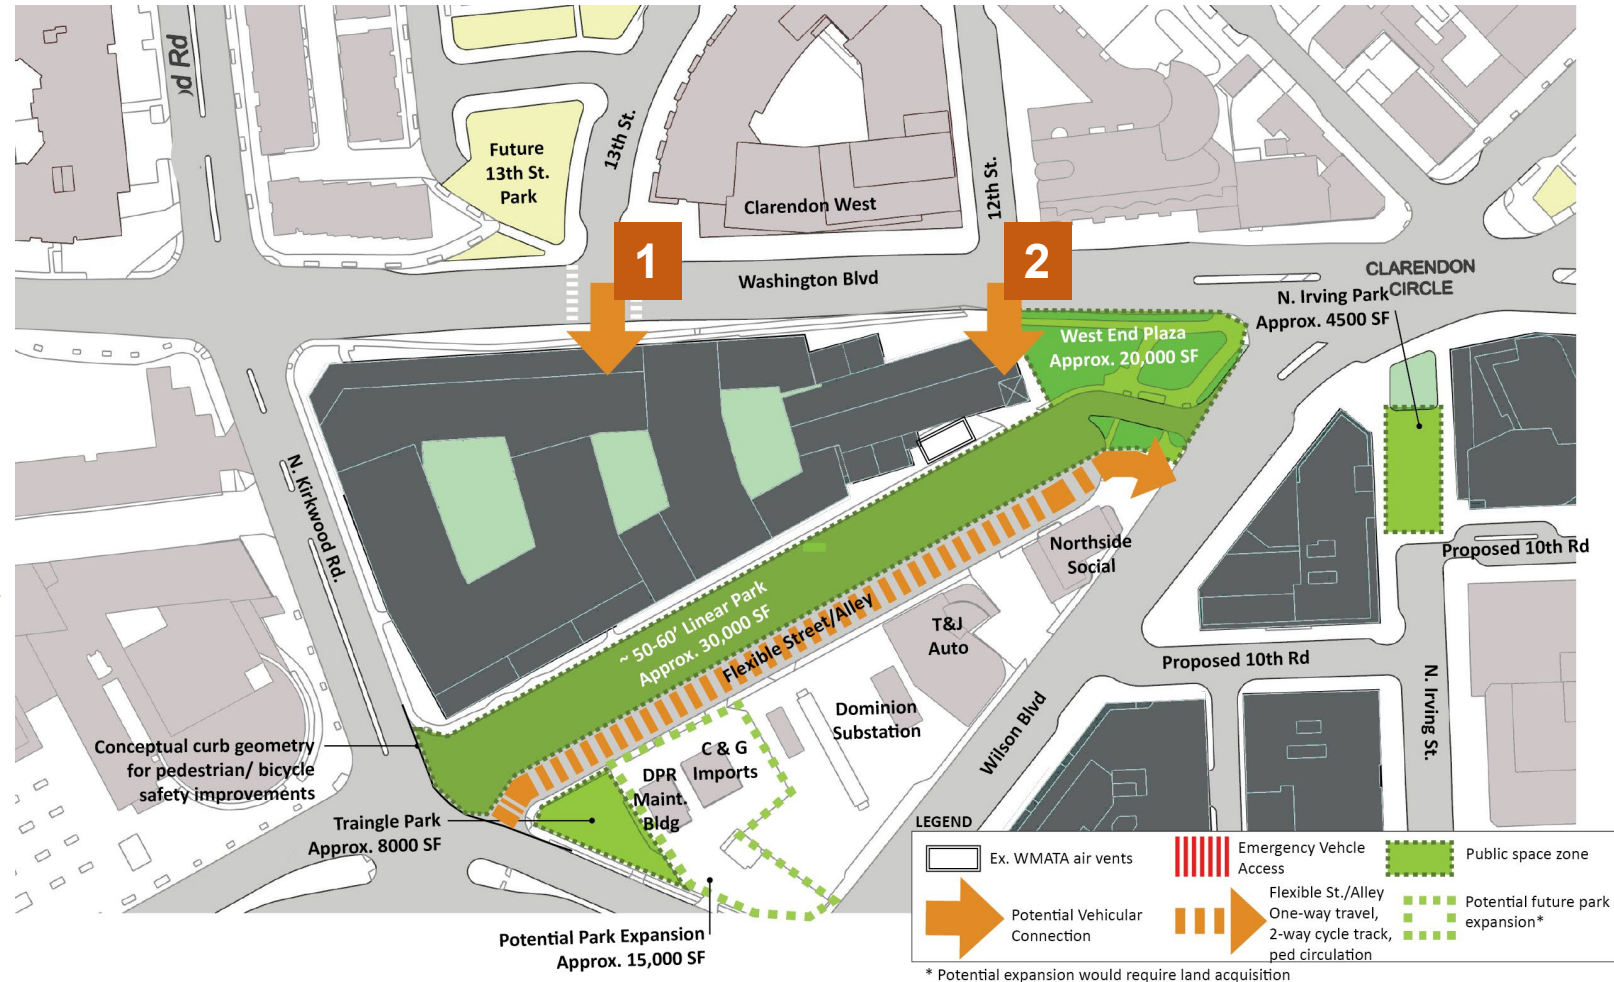 )d Rd
Future
13th St.
Park
13th St.
Clarendon West
12th St.
1
2
Washington Blvd
CLARENDON
CIRCLE
N. Irving Park
Approx. 4500 SF
West End Plaza
Approx. 20,000 SF
N. Kirkwood Rd.
~ 50-60' Linear Park
Approx. 30,000 SF
Flexible Street/Alley
Northside
Social
T&J
Auto
Dominion
Substation
Wilson Blvd
Proposed 10th Rd
Proposed 10th Rd
N. Irving St.
C & G
Imports
DPR
Maint.
Bldg
Conceptual curb geometry
for pedestrian/ bicycle
safety improvements
Traingle Park
Approx. 8000 SF
Potential Park Expansion
Approx. 15,000 SF
LEGEND
Ex. WMATA air vents
Emergency Vehcle
Access
Public space zone
Potential Vehicular
Connection
Flexible St./Alley
One-way travel,
2-way cycle track,
ped circulation
Potential future park
expansion*
* Potential expansion would require land acquisition